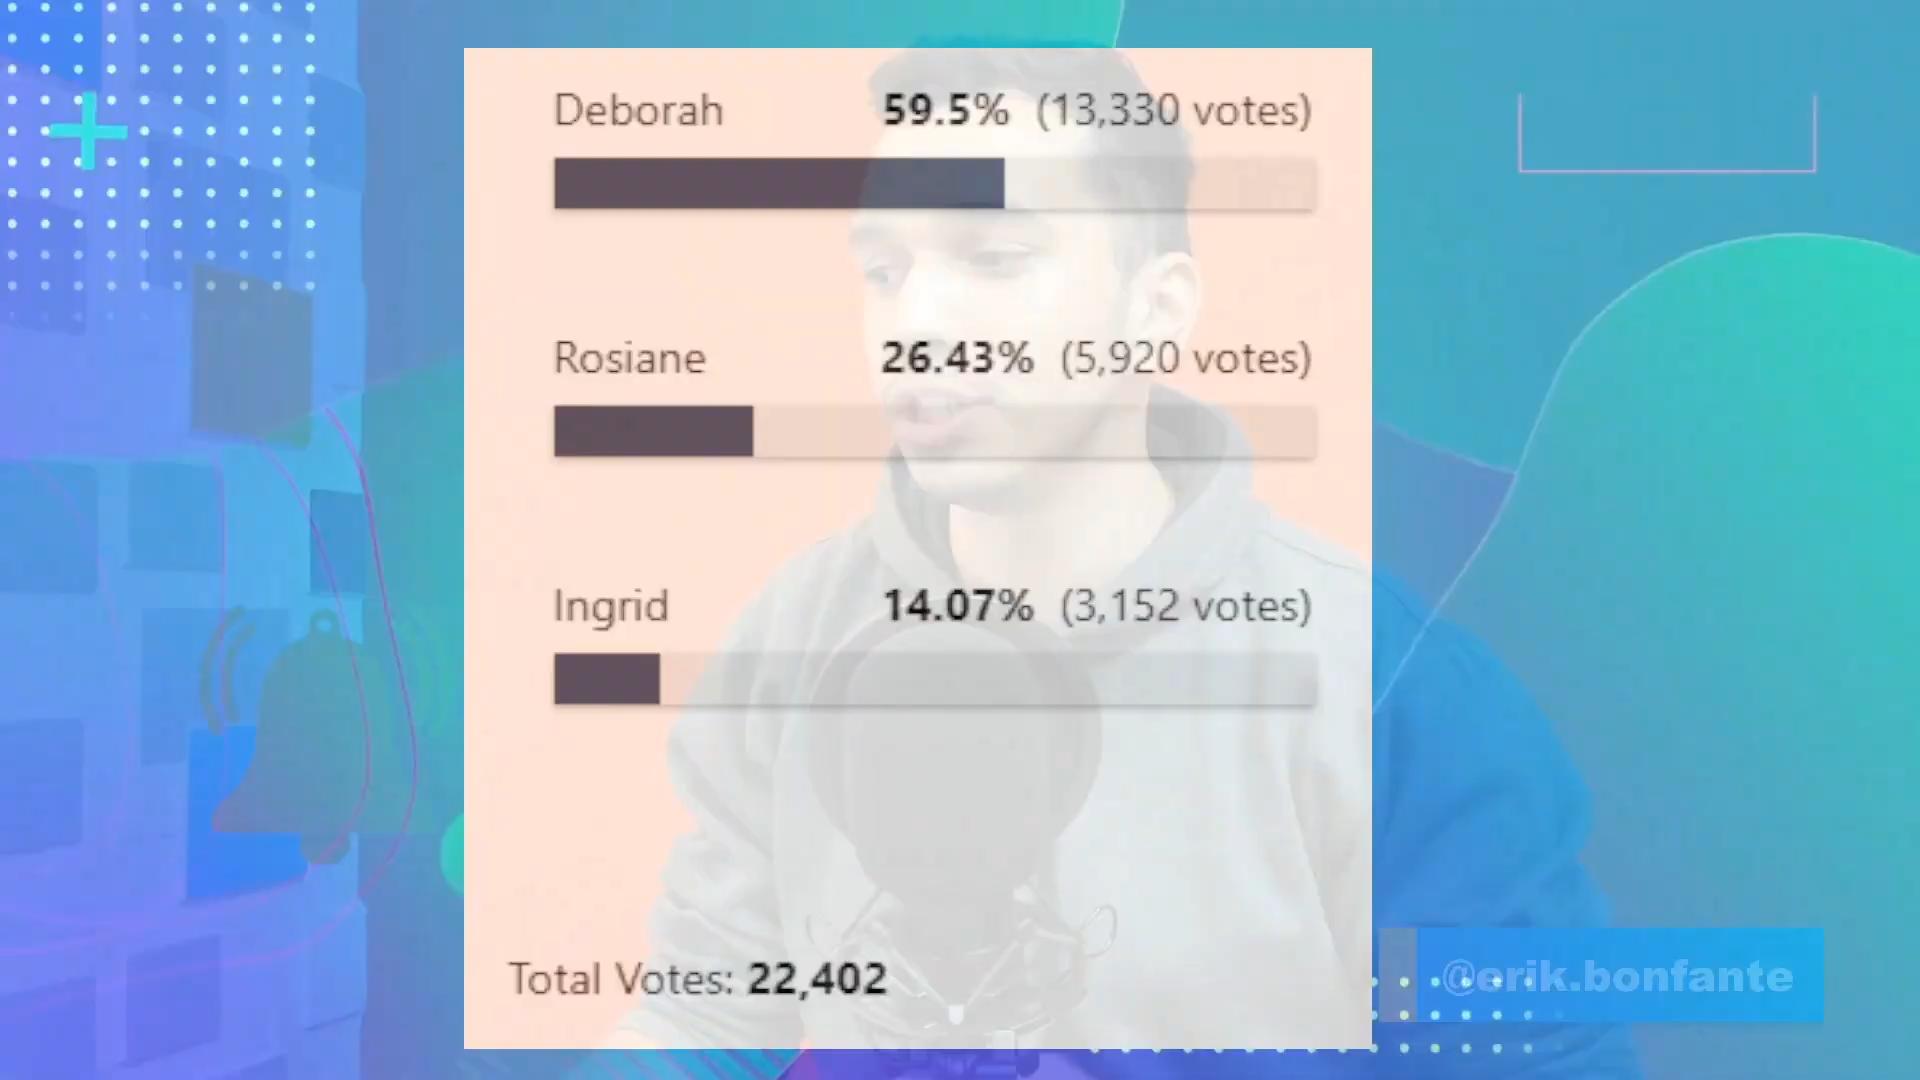 Deborah 59.5% (13,330 votes)
Rosiane 26.43% (5,920 votes)
Ingrid 14.07% (3,152 votes)
Total Votes: 22,402
@erik.bonfante